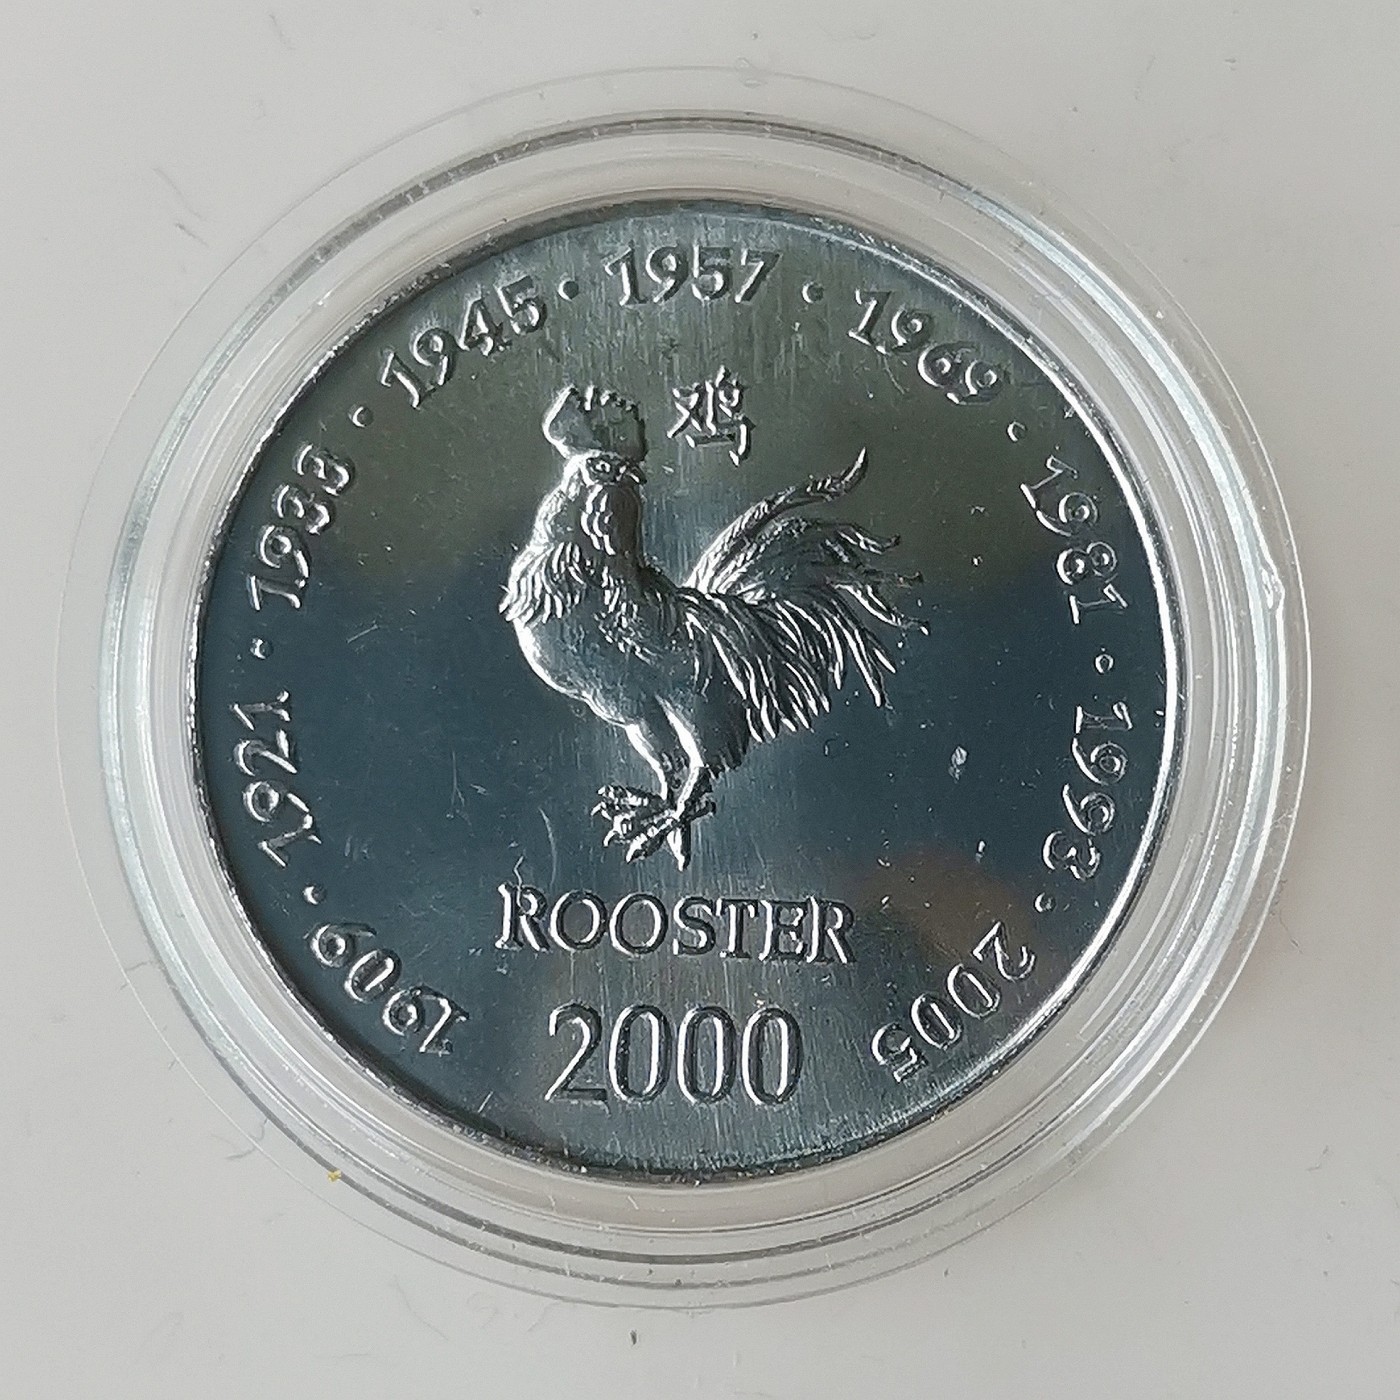 1909 · 1921 · 1933 · 1945 · 1957 · 1969 · 1981 · 1993 · 2005
鸡
ROOSTER
2000